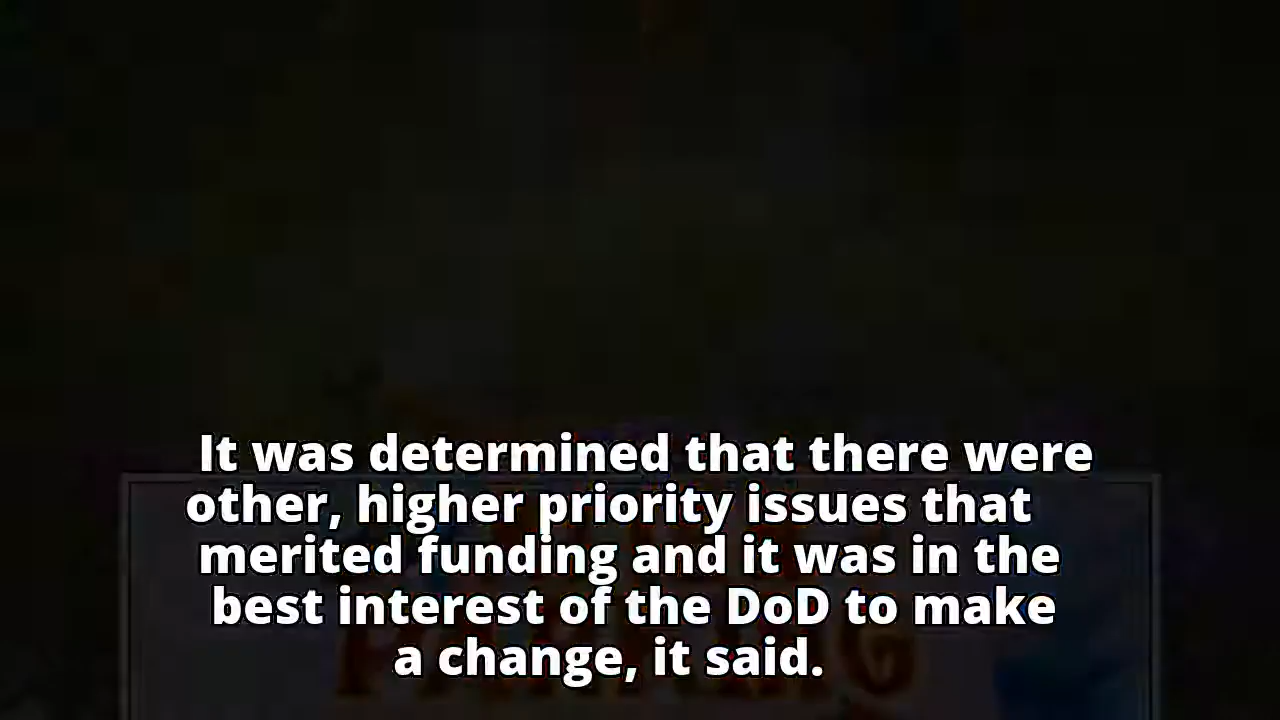 It was determined that there were
other, higher priority issues that
merited funding and it was in the
best interest of the DoD to make
a change, it said.